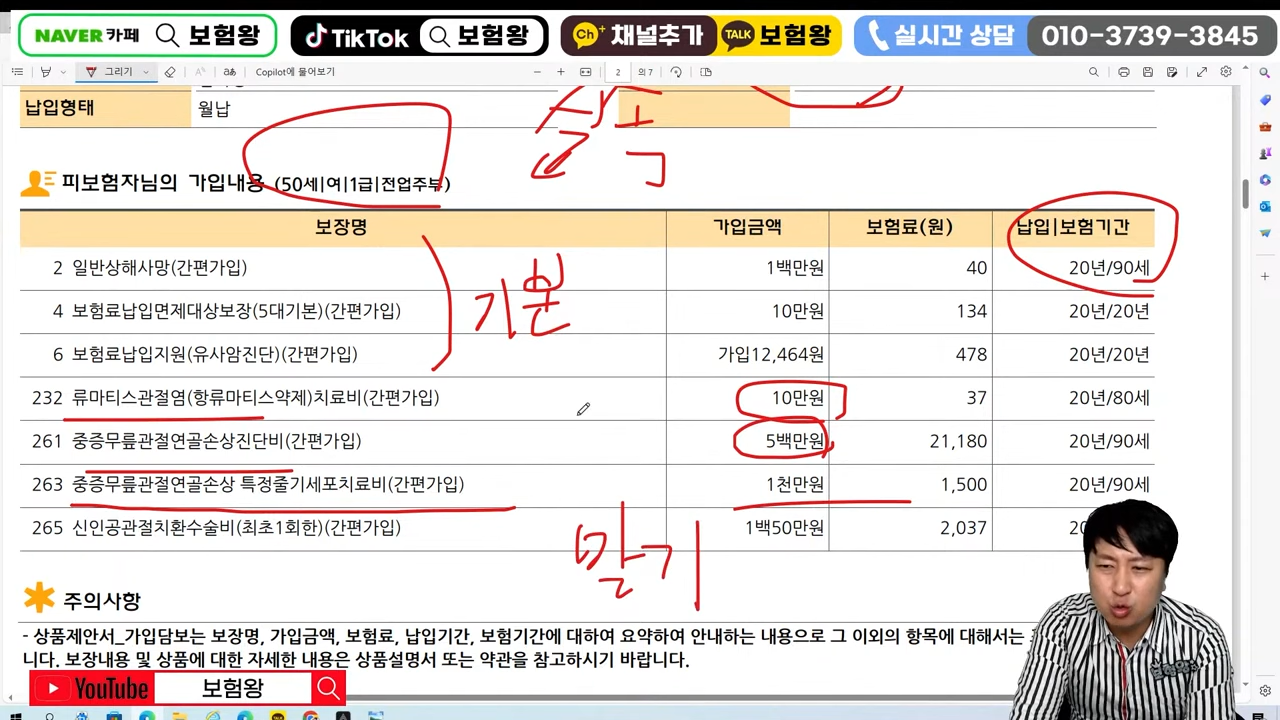 NAVER 카페 보험왕 TikTok 보험왕 Ch+ 채널추가 TALK 보험왕 실시간 상담 010-3739-3845
그리기 Copilot에 물어보기 2 의 7
납입형태 월납
피보험자님의 가입내용 (50세|여|1급|전업주부)
보장명 가입금액 보험료(원) 납입|보험기간
2 일반상해사망(간편가입) 1백만원 40 20년/90세
4 보험료납입면제대상보장(5대기본)(간편가입) 10만원 134 20년/20년
6 보험료납입지원(유사암진단)(간편가입) 가입12,464원 478 20년/20년
기본
232 류마티스관절염(항류마티스약제)치료비(간편가입) 10만원 37 20년/80세
261 중증무릎관절연골손상진단비(간편가입) 5백만원 21,180 20년/90세
263 중증무릎관절연골손상 특정줄기세포치료비(간편가입) 1천만원 1,500 20년/90세
265 신인공관절치환수술비(최초1회한)(간편가입) 1백50만원 2,037
말기
주의사항
- 상품제안서_가입담보는 보장명, 가입금액, 보험료, 납입기간, 보험기간에 대하여 요약하여 안내하는 내용으로 그 이외의 항목에 대해서는
니다. 보장내용 및 상품에 대한 자세한 내용은 상품설명서 또는 약관을 참고하시기 바랍니다.
YouTube 보험왕